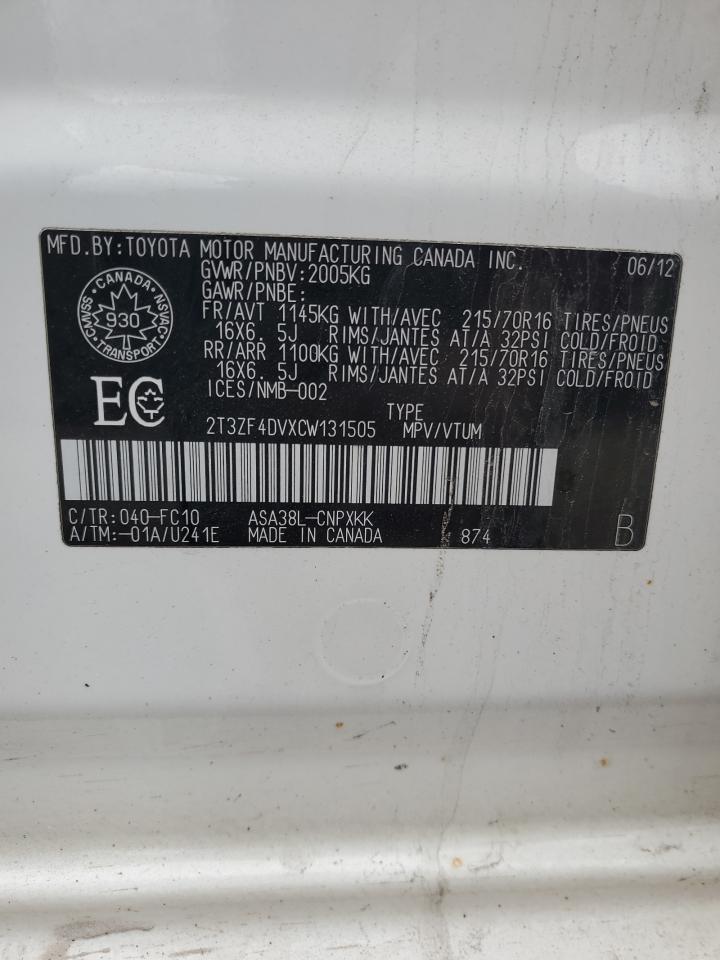 MFD.BY:TOYOTA MOTOR MANUFACTURING CANADA INC. 06/12
GVWR/PNBV:2005KG
GAWR/PNBE:
FR/AVT 1145KG WITH/AVEC 215/70R16 TIRES/PNEUS
16X6.5J RIMS/JANTES AT/A 32PSI COLD/FROID
RR/ARR 1100KG WITH/AVEC 215/70R16 TIRES/PNEUS
16X6.5J RIMS/JANTES AT/A 32PSI COLD/FROID
ICES/NMB-002
CANADA
CMVSS
930
NSVAC
TRANSPORT
EC
TYPE
2T3ZF4DVXCW131505 MPV/VTUM
C/TR:040-FC10 ASA38L-CNPXKK
A/TM:-01A/U241E MADE IN CANADA 874 B